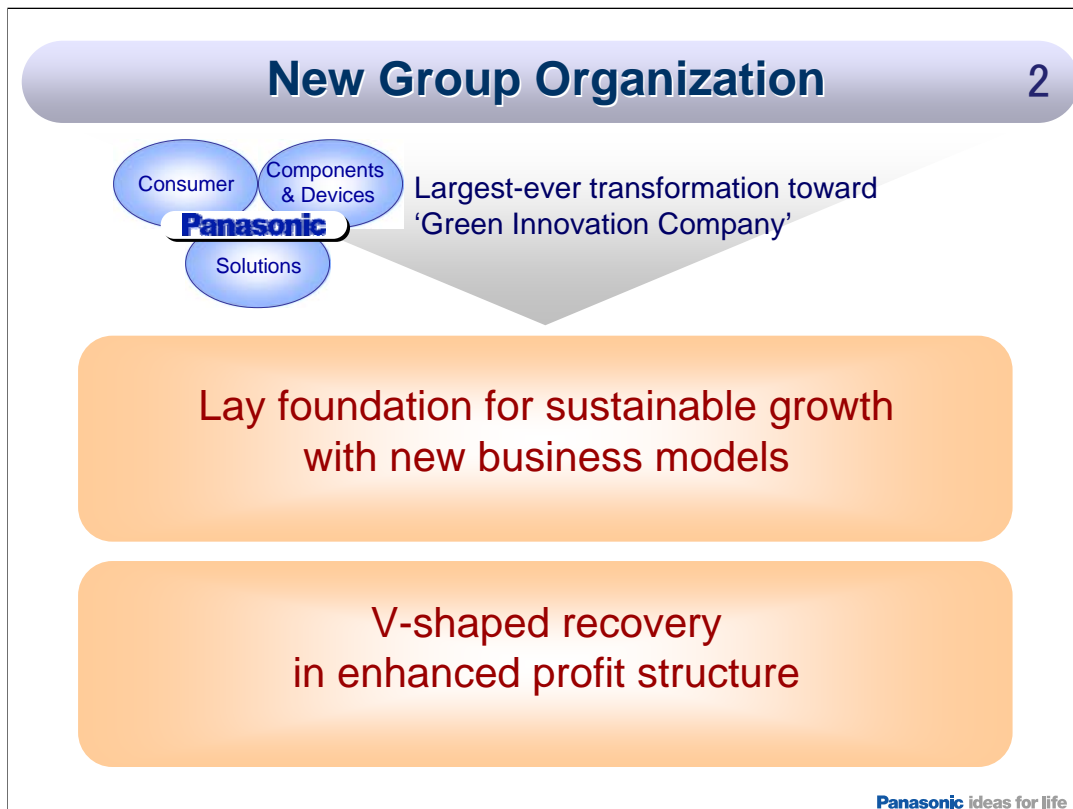 New Group Organization
2
Consumer
Components
& Devices
Panasonic
Solutions
Largest-ever transformation toward
‘Green Innovation Company’
Lay foundation for sustainable growth
with new business models
V-shaped recovery
in enhanced profit structure
Panasonic ideas for life